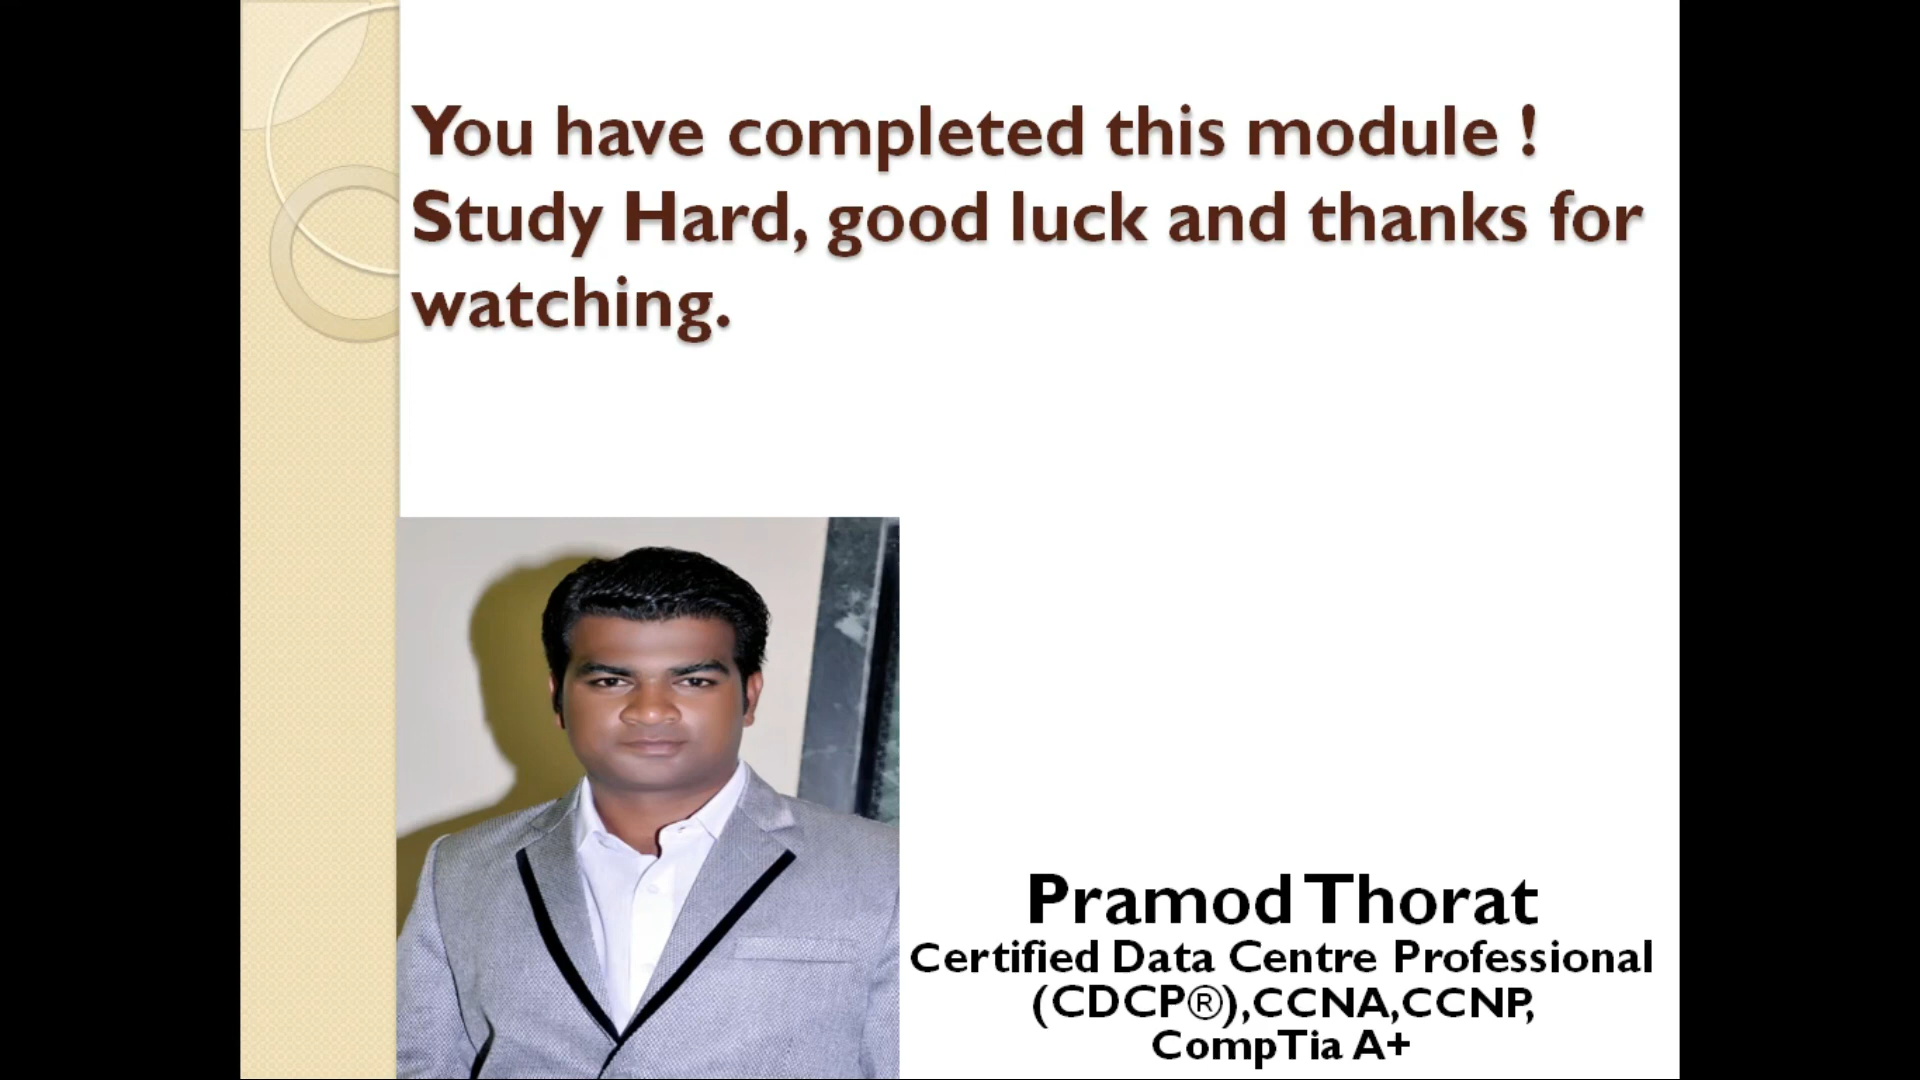 You have completed this module !
Study Hard, good luck and thanks for
watching.
Pramod Thorat
Certified Data Centre Professional
(CDCP®),CCNA,CCNP,
CompTia A+